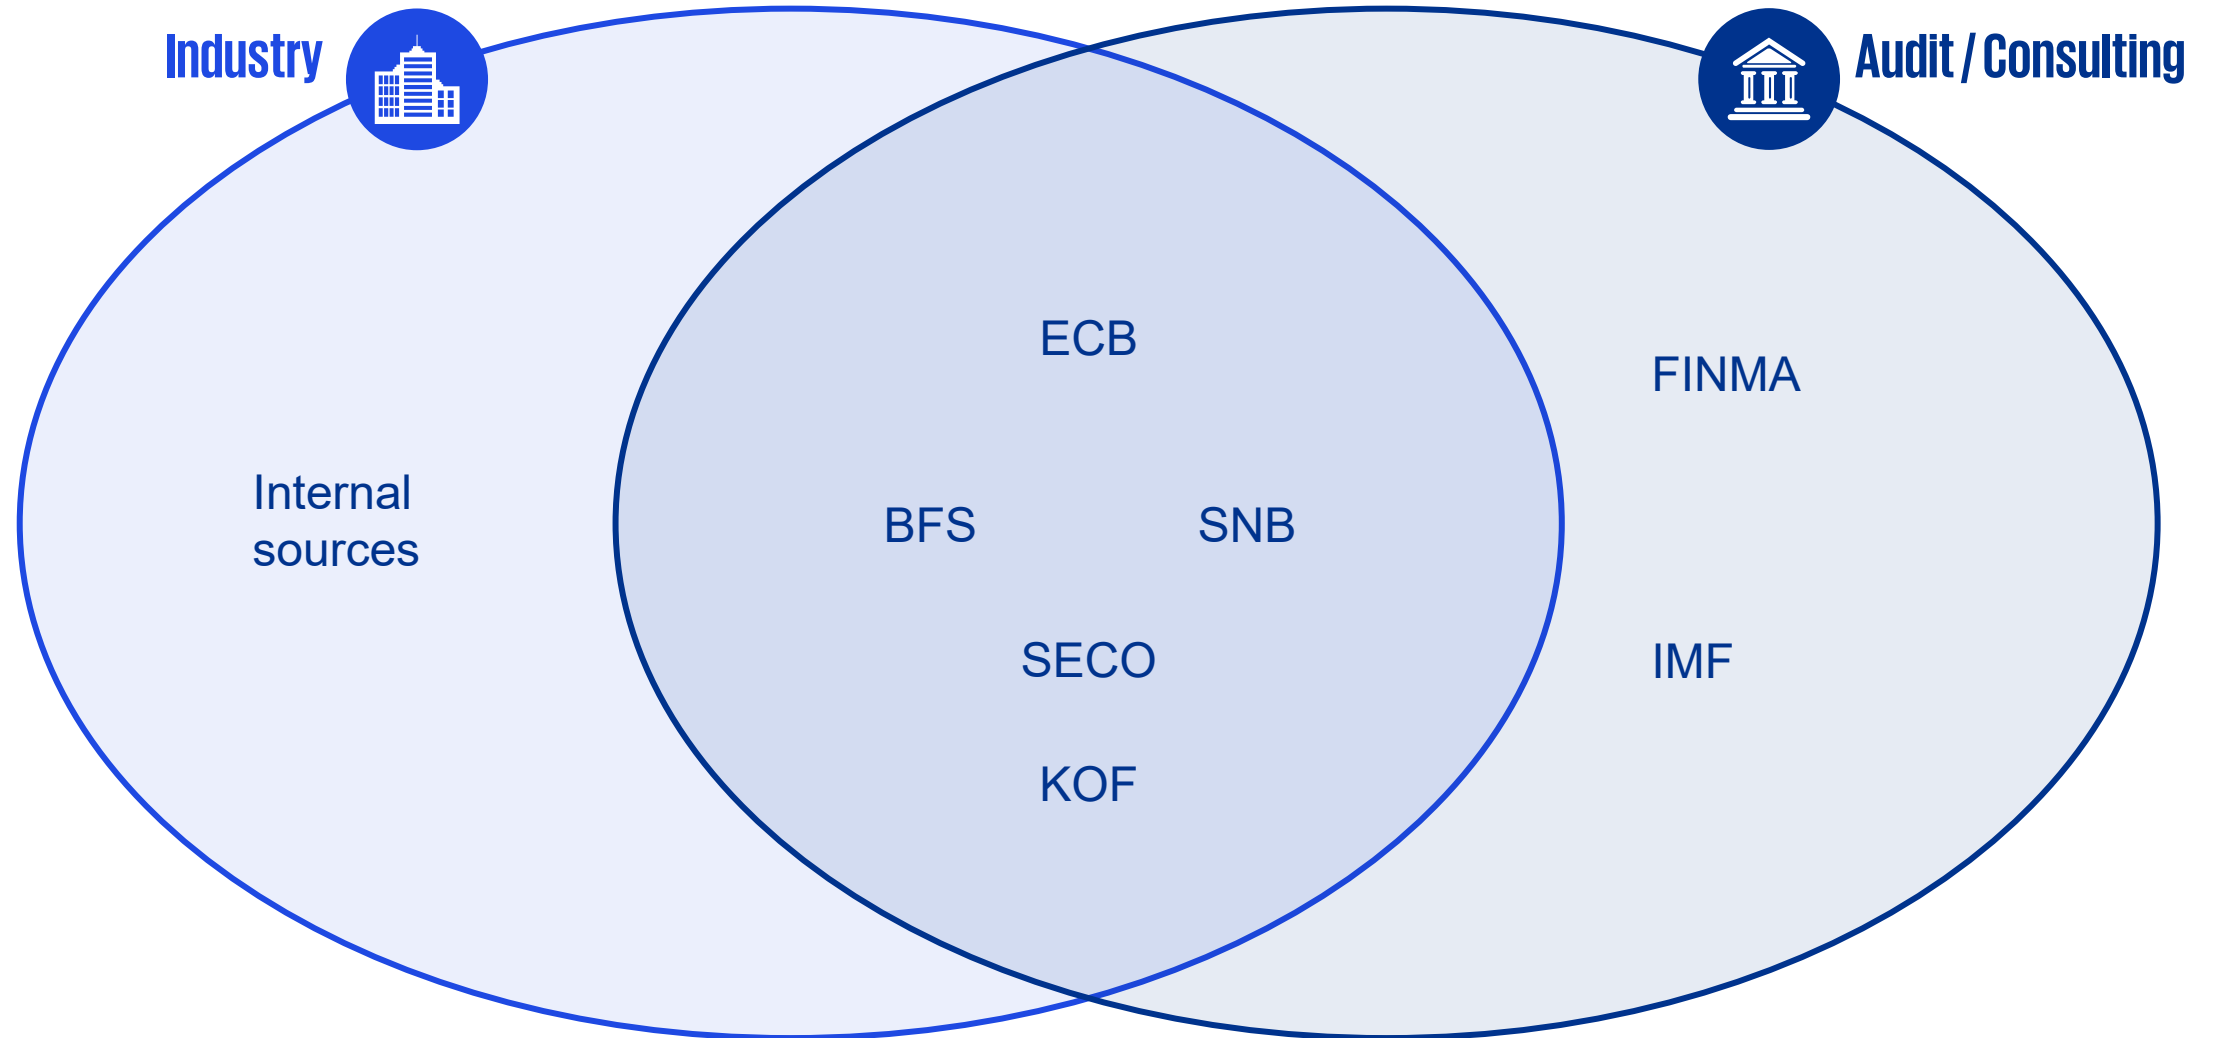 Industry
Audit / Consulting
ECB
FINMA
Internal
sources
BFS
SNB
SECO
IMF
KOF